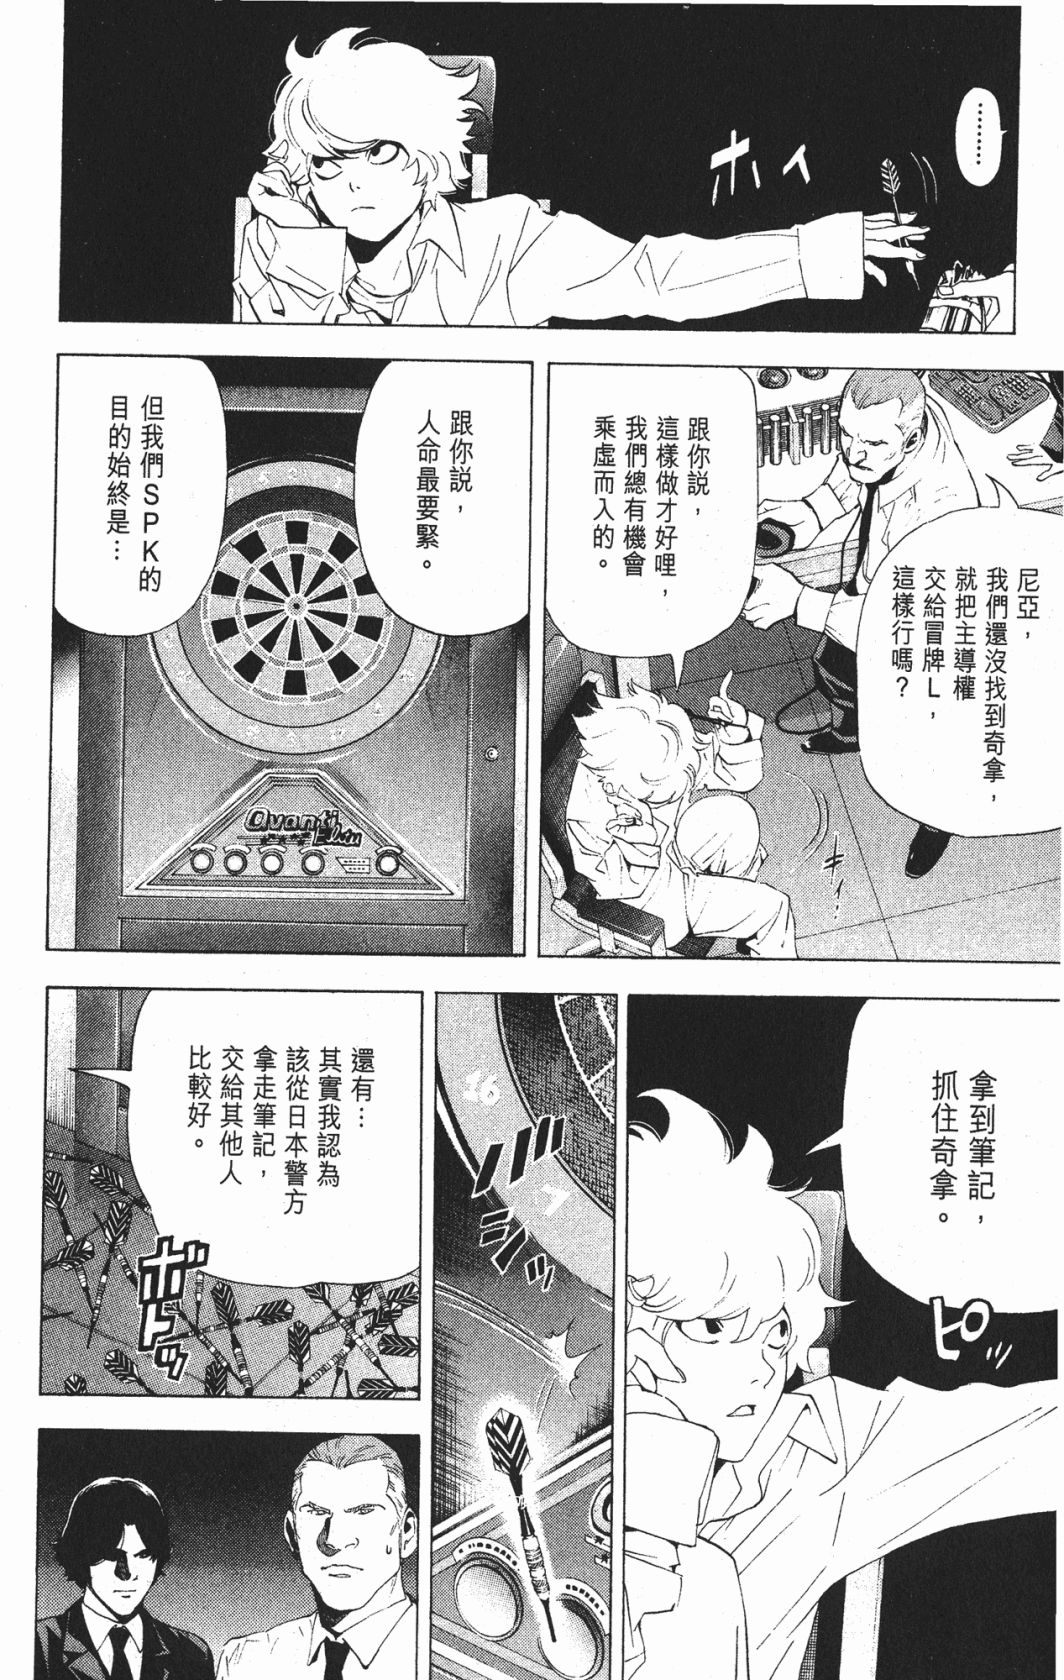 ………
ホイ
尼亞，
我們還沒找到奇拿，
就把主導權
交給冒牌L，
這樣行嗎？
跟你說，
這樣做才好哩，
我們總有機會
乘虛而入的。
跟你說，
人命最要緊。
但我們SPK的
目的始終是…
avanti
拿到筆記，
抓住奇拿。
ピッ
16
7
還有…
其實我認為
該從日本警方
拿走筆記，
交給其他人
比較好。
ボトッ